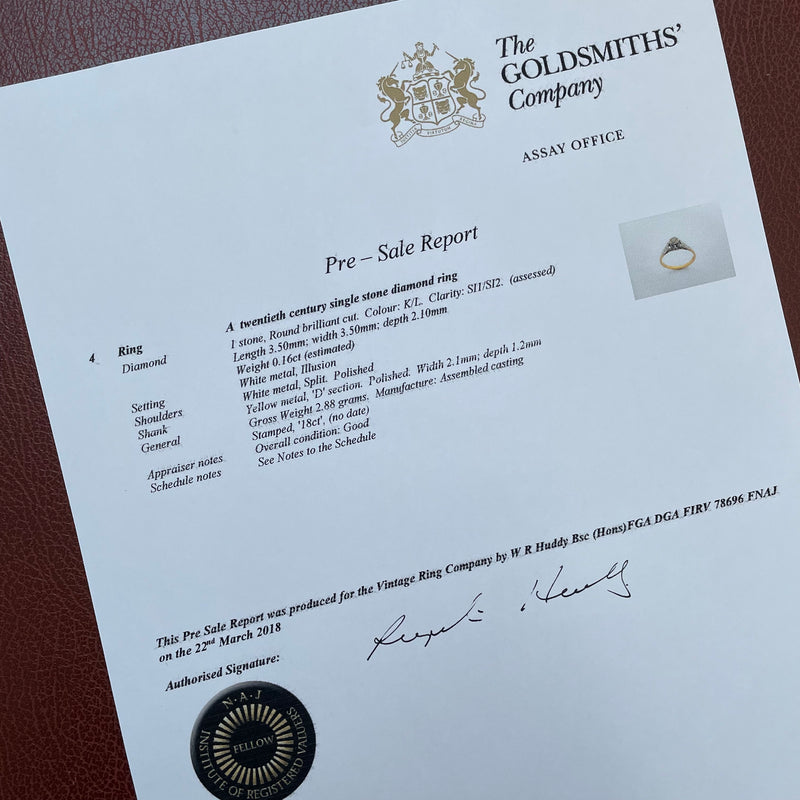 The
GOLDSMITHS'
Company
ASSAY OFFICE
Pre – Sale Report
4 Ring A twentieth century single stone diamond ring
Diamond 1 stone, Round brilliant cut. Colour: K/L. Clarity: SI1/SI2. (assessed)
Length 3.50mm; width 3.50mm; depth 2.10mm
Weight 0.16ct (estimated)
Setting White metal, Illusion
Shoulders White metal, Split. Polished
Shank Yellow metal, 'D' section. Polished. Width 2.1mm; depth 1.2mm
General Gross Weight 2.88 grams. Manufacture: Assembled casting
Stamped, '18ct', (no date)
Appraiser notes Overall condition: Good
Schedule notes See Notes to the Schedule
This Pre Sale Report was produced for the Vintage Ring Company by W R Huddy Bsc (Hons)FGA DGA FIRV 78696 FNAJ
on the 22nd March 2018
Authorised Signature:
N·A·J
FELLOW
INSTITUTE OF REGISTERED VALUERS